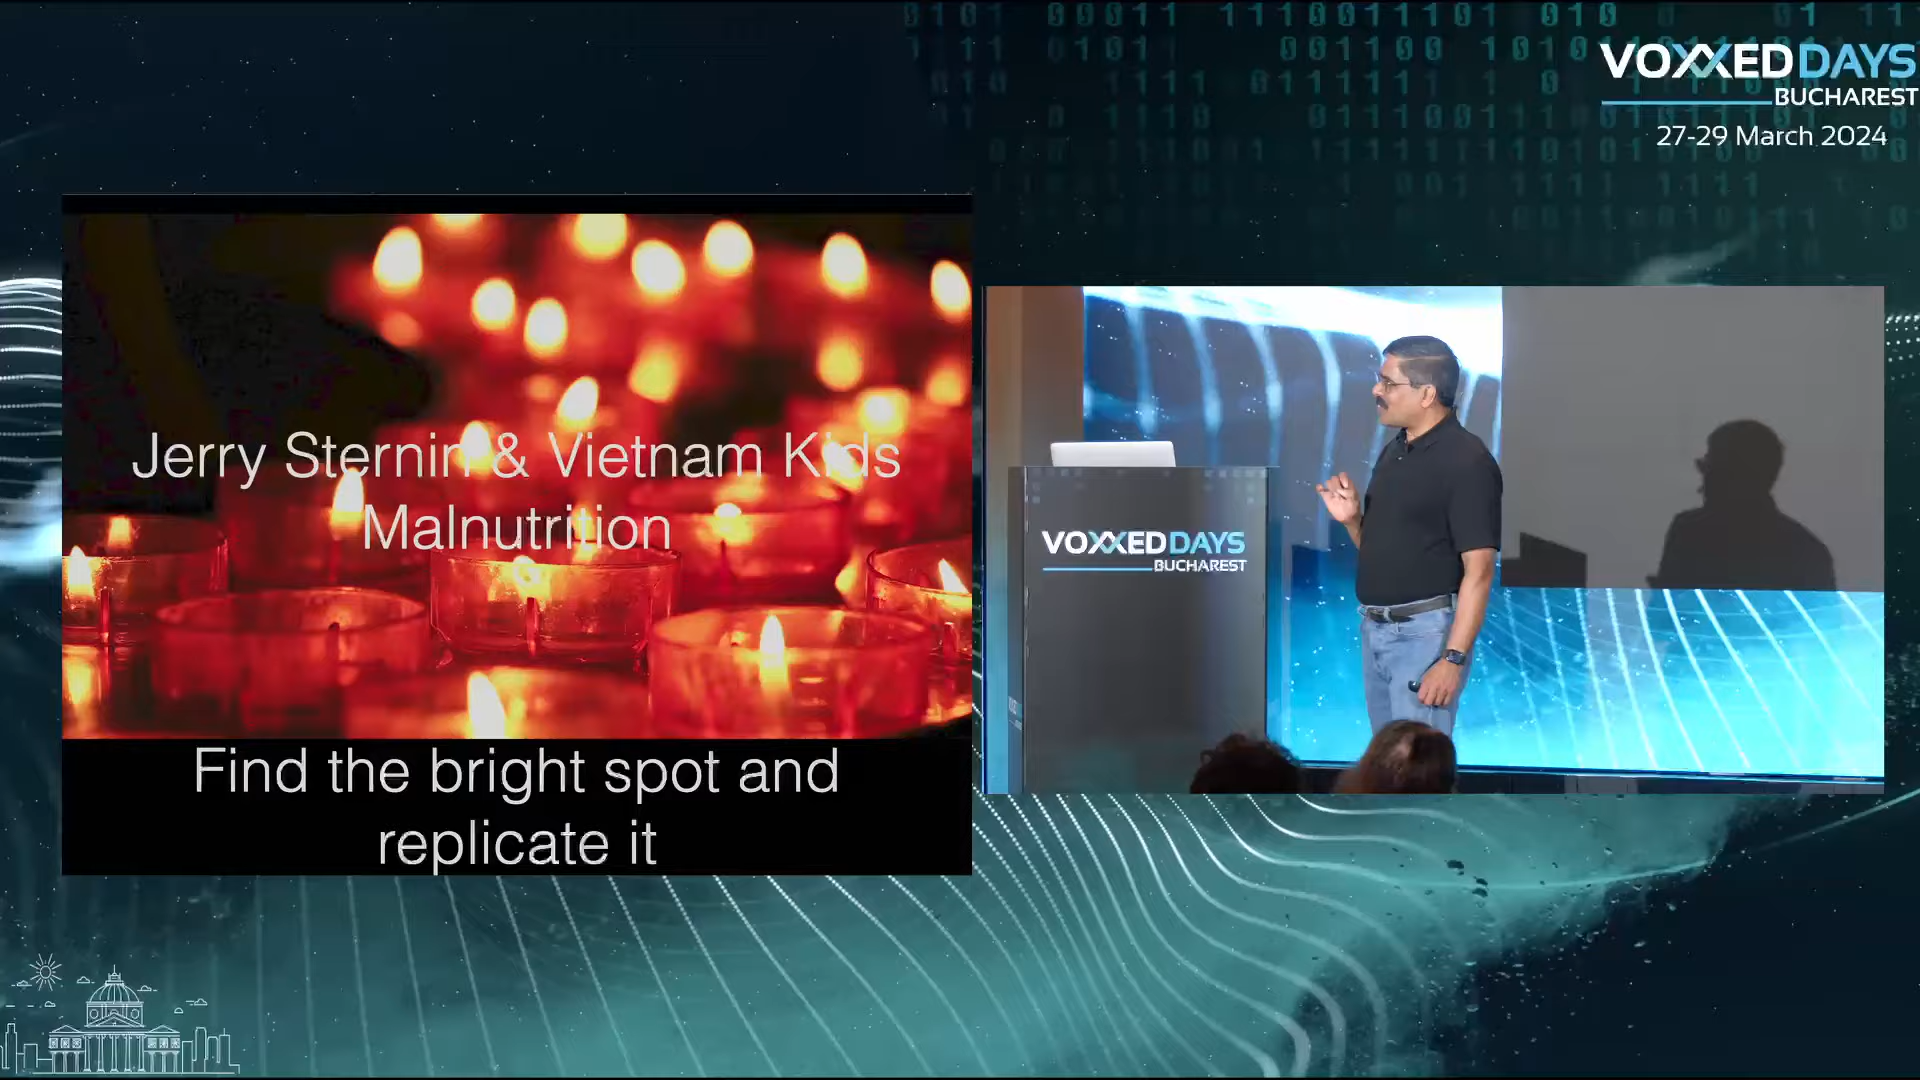 VOXXEDDAYS
BUCHAREST
27-29 March 2024
Jerry Sternin & Vietnam Kids
Malnutrition
Find the bright spot and
replicate it
VOXXEDDAYS
BUCHAREST